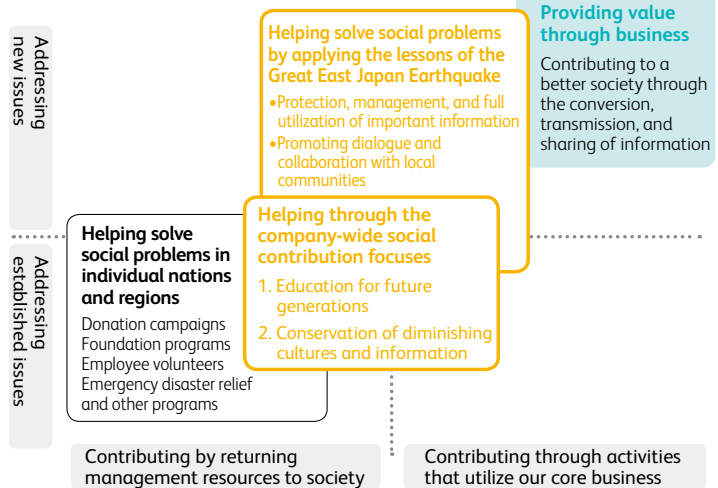 Providing value
through business
Contributing to a
better society through
the conversion,
transmission, and
sharing of information
Helping solve social problems
by applying the lessons of the
Great East Japan Earthquake
•Protection, management, and full
utilization of important information
•Promoting dialogue and
collaboration with local
communities
Addressing
new issues
Helping through the
company-wide social
contribution focuses
1. Education for future
generations
2. Conservation of diminishing
cultures and information
Helping solve
social problems in
individual nations
and regions
Donation campaigns
Foundation programs
Employee volunteers
Emergency disaster relief
and other programs
Addressing
established issues
Contributing by returning
management resources to society
Contributing through activities
that utilize our core business